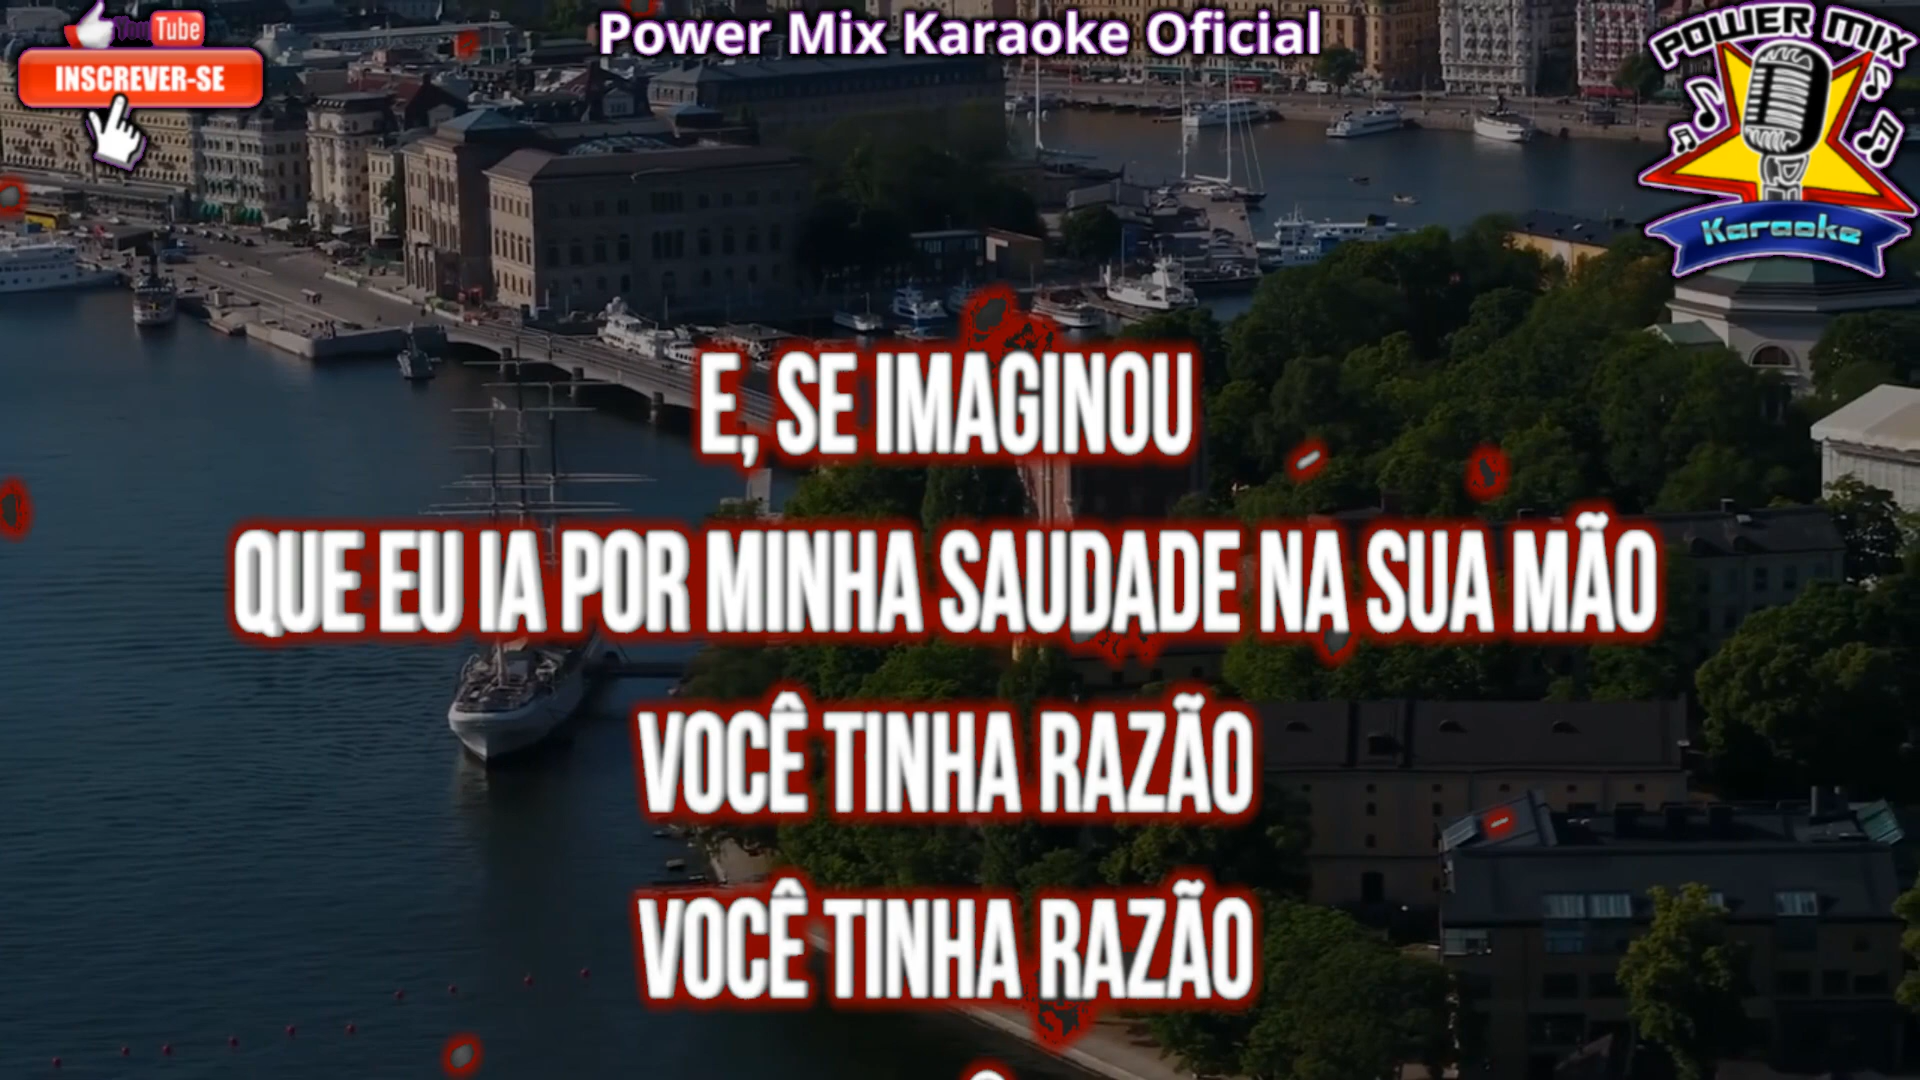 Power Mix Karaoke Oficial
YouTube
INSCREVER-SE
POWER MIX
Karaoke
E, SE IMAGINOU
QUE EU IA POR MINHA SAUDADE NA SUA MÃO
VOCÊ TINHA RAZÃO
VOCÊ TINHA RAZÃO